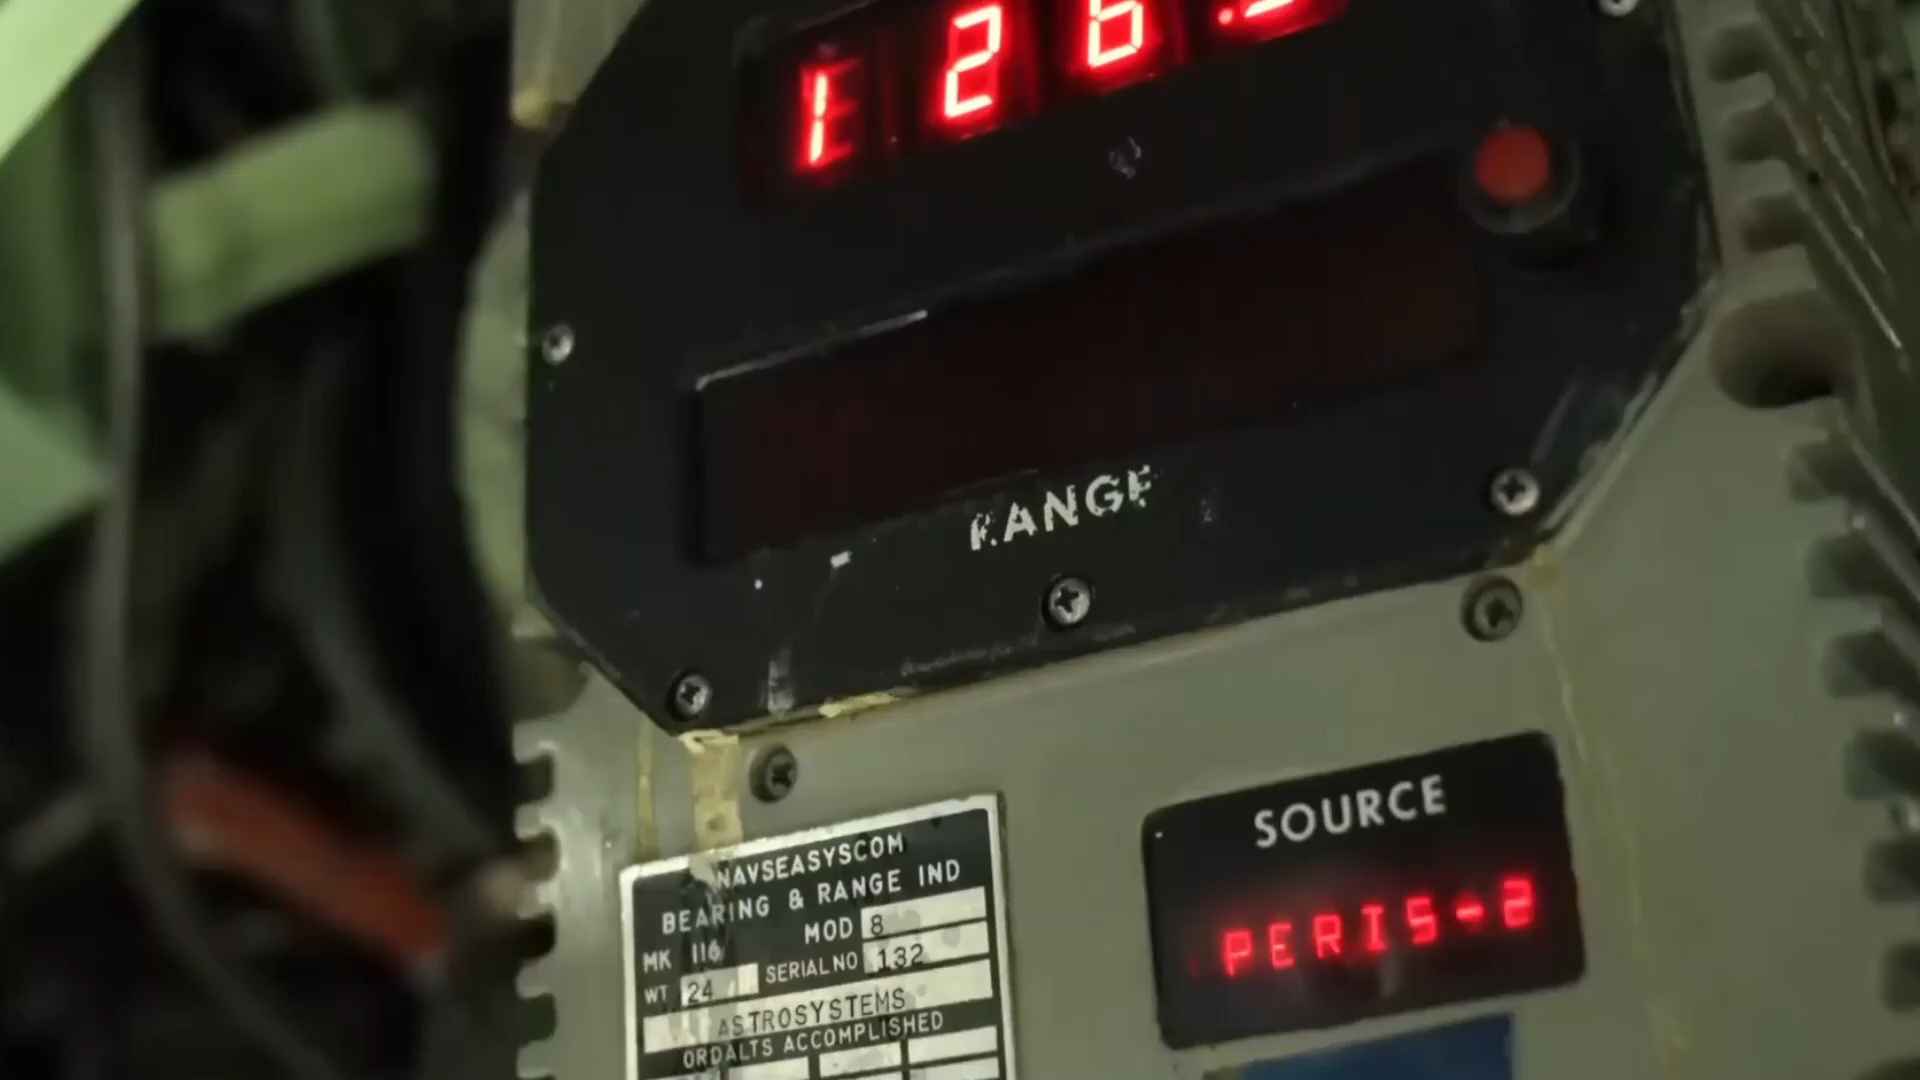 126.
RANGE
NAVSEASYSCOM
BEARING & RANGE IND
MK 116 MOD 8
WT 24 SERIAL NO 132
ASTROSYSTEMS
ORDALTS ACCOMPLISHED
SOURCE
PERIS-2